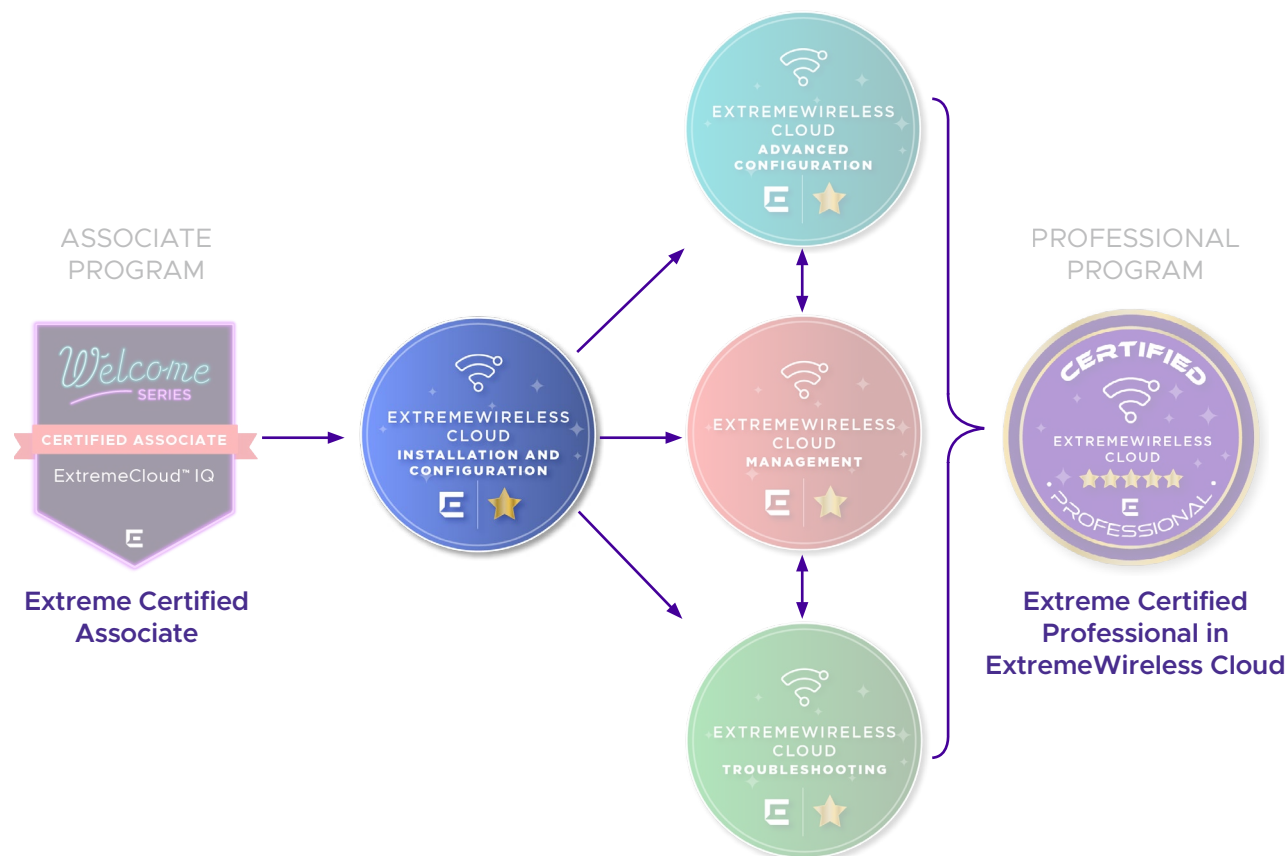 ASSOCIATE
PROGRAM
Welcome
SERIES
CERTIFIED ASSOCIATE
ExtremeCloud™ IQ
Extreme Certified
Associate
EXTREMEWIRELESS
CLOUD
INSTALLATION AND
CONFIGURATION
EXTREMEWIRELESS
CLOUD
ADVANCED
CONFIGURATION
EXTREMEWIRELESS
CLOUD
MANAGEMENT
EXTREMEWIRELESS
CLOUD
TROUBLESHOOTING
PROFESSIONAL
PROGRAM
CERTIFIED
EXTREMEWIRELESS
CLOUD
PROFESSIONAL
Extreme Certified
Professional in
ExtremeWireless Cloud